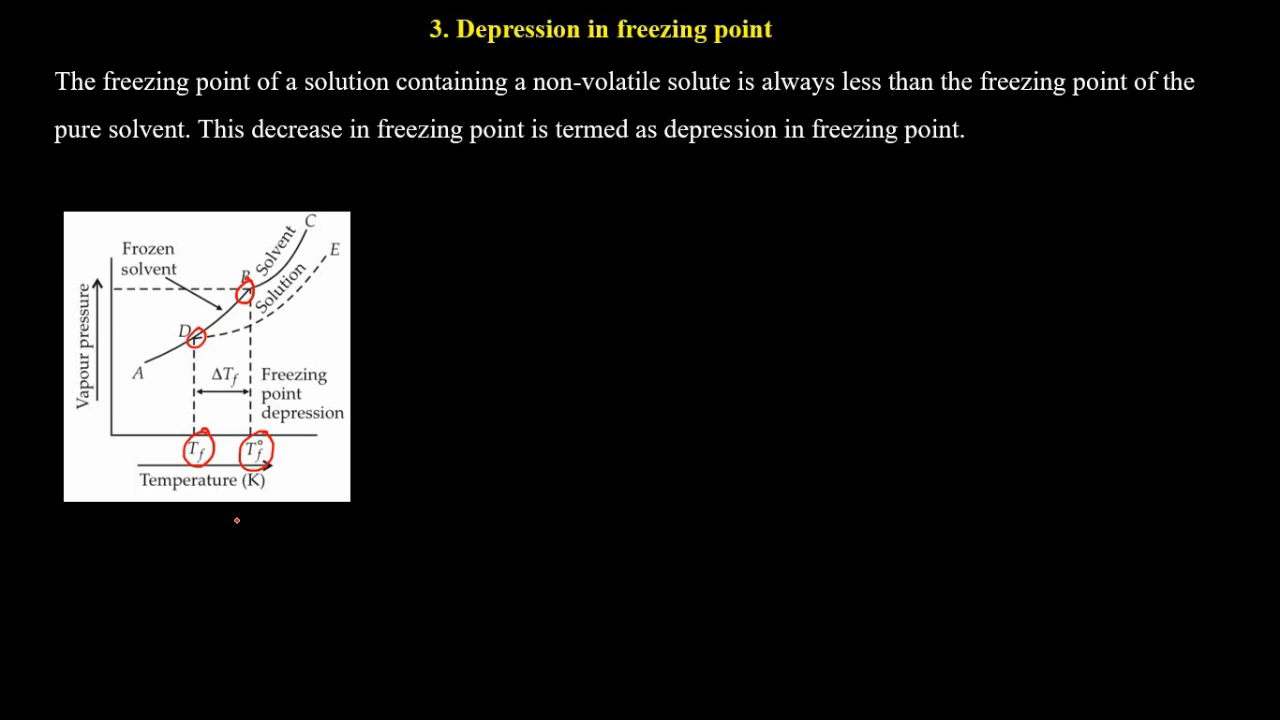 3. Depression in freezing point
The freezing point of a solution containing a non-volatile solute is always less than the freezing point of the
pure solvent. This decrease in freezing point is termed as depression in freezing point.
C
Solvent
E
Frozen
solvent
B
Solution
Vapour pressure
D
A
ΔTf
Freezing
point
depression
Tf
Tf°
Temperature (K)